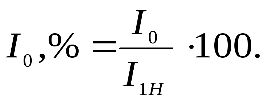 I₀,% = I₀ / I₁H · 100.